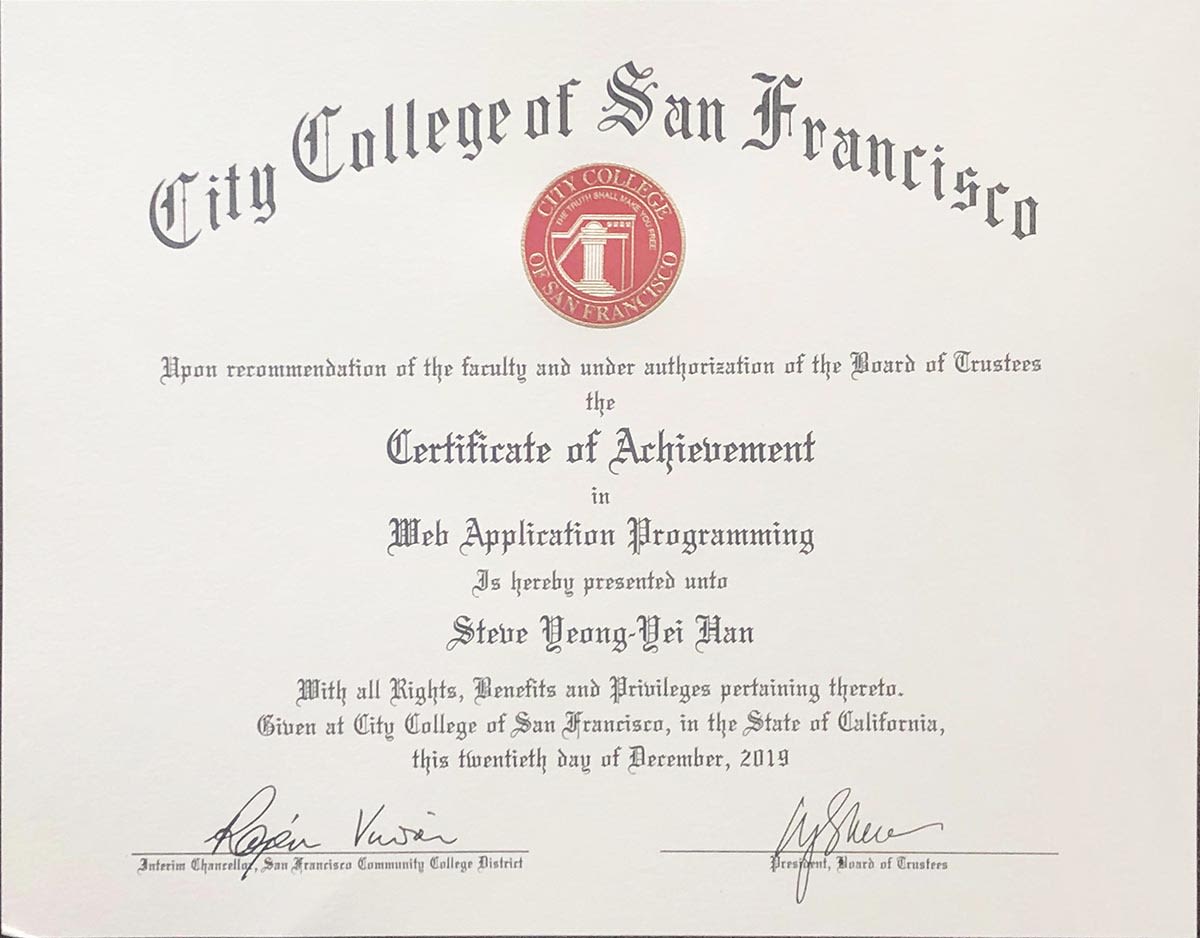 City College of San Francisco
CITY COLLEGE
THE TRUTH SHALL MAKE YOU FREE
OF SAN FRANCISCO
Upon recommendation of the faculty and under authorization of the Board of Trustees
the
Certificate of Achievement
in
Web Application Programming
Is hereby presented unto
Steve Yeong-Yei Han
With all Rights, Benefits and Privileges pertaining thereto.
Given at City College of San Francisco, in the State of California,
this twentieth day of December, 2019
Interim Chancellor, San Francisco Community College District
President, Board of Trustees